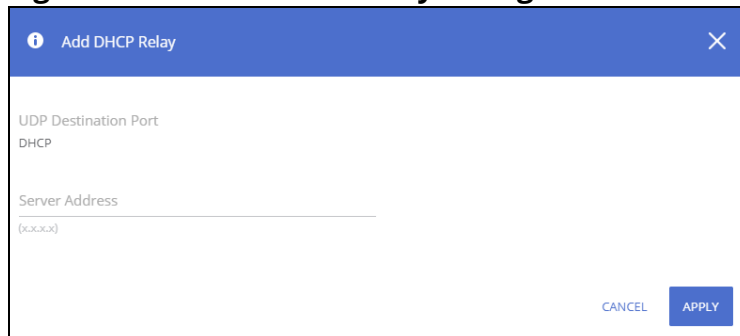 Add DHCP Relay
UDP Destination Port
DHCP
Server Address
(x.x.x.x)
CANCEL APPLY